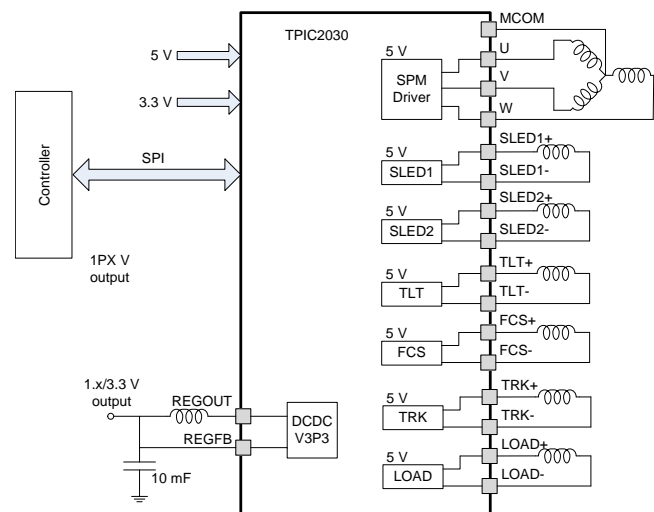 TPIC2030
MCOM
5 V
SPM
Driver
U
V
W
5 V
3.3 V
Controller
SPI
1PX V
output
5 V
SLED1
SLED1+
SLED1-
5 V
SLED2
SLED2+
SLED2-
5 V
TLT
TLT+
TLT-
5 V
FCS
FCS+
FCS-
5 V
TRK
TRK+
TRK-
5 V
LOAD
LOAD+
LOAD-
1.x/3.3 V
output
REGOUT
REGFB
DCDC
V3P3
10 mF